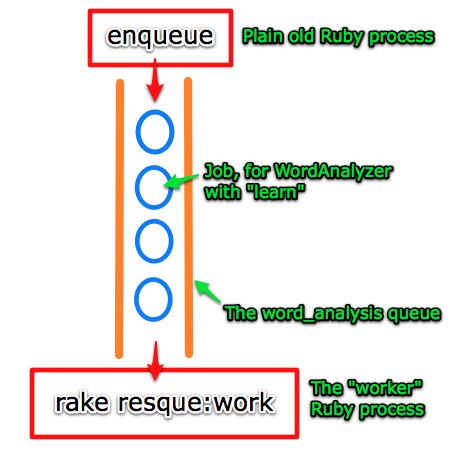 enqueue
Plain old Ruby process
Job, for WordAnalyzer
with "learn"
The word_analysis queue
rake resque:work
The "worker"
Ruby process